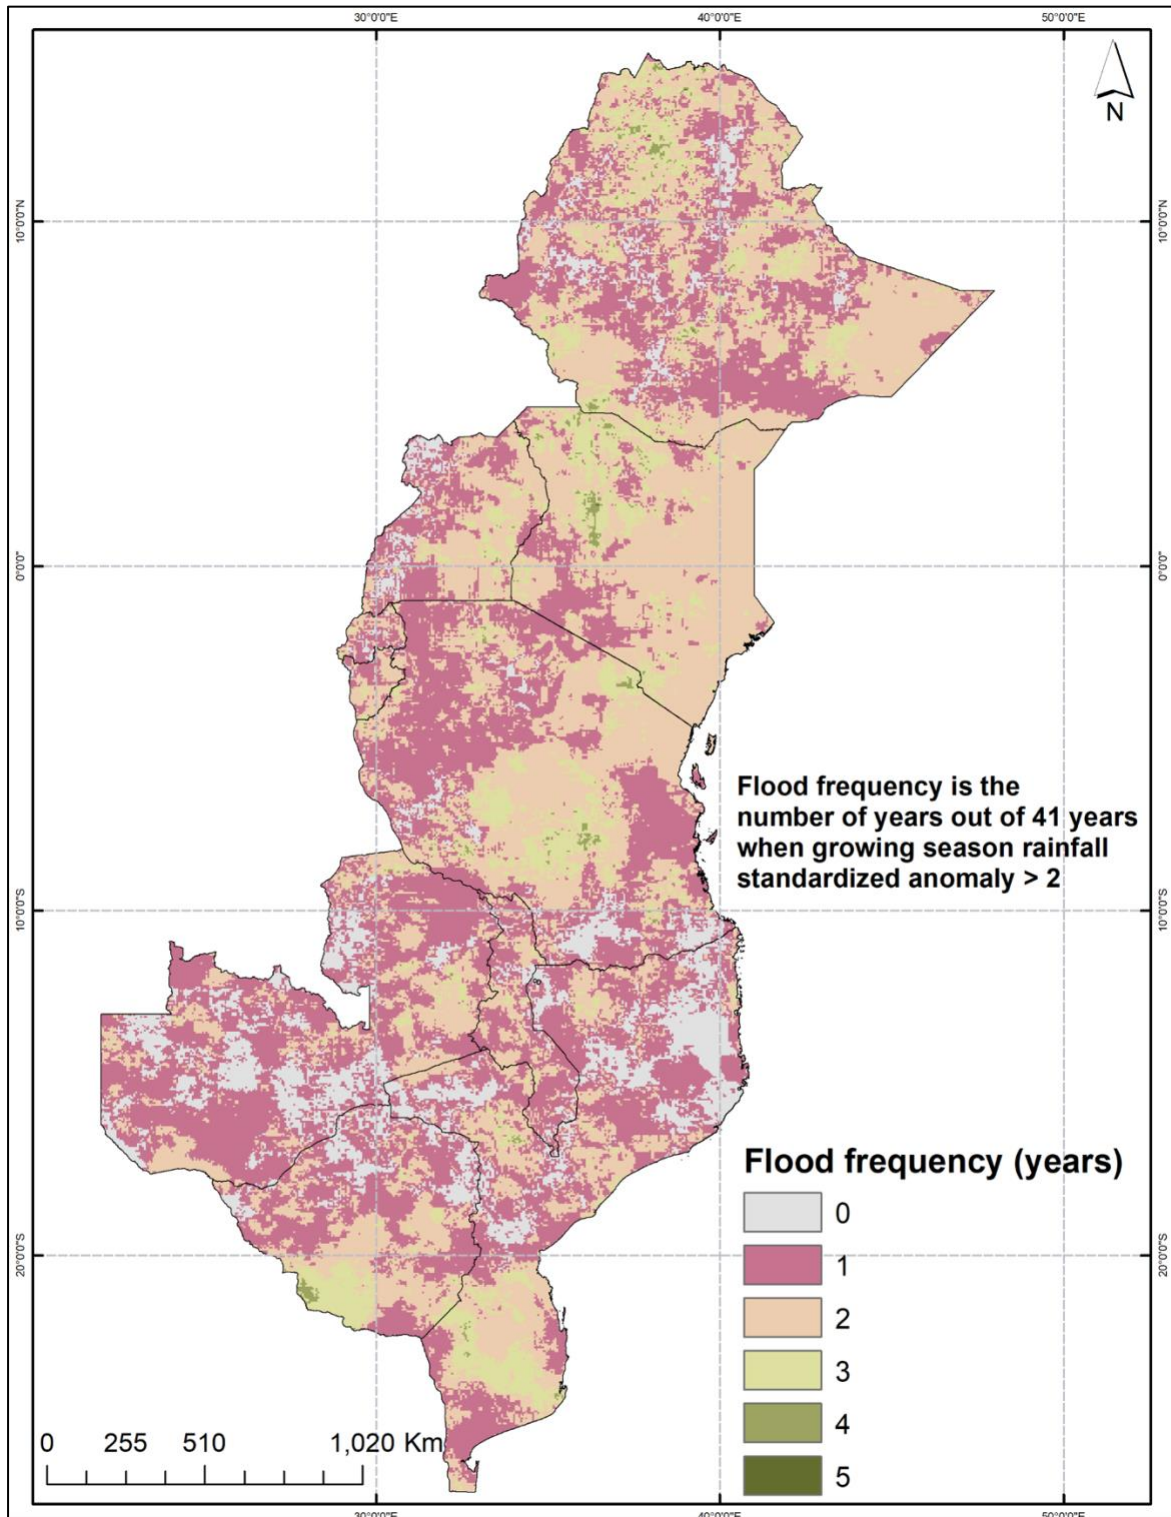 30°0'0"E 40°0'0"E 50°0'0"E
N
10°0'0"N 10°0'0"N
0°0'0" 0°0'0"
Flood frequency is the
number of years out of 41 years
when growing season rainfall
standardized anomaly > 2
10°0'0"S 10°0'0"S
Flood frequency (years)
0
1
20°0'0"S 20°0'0"S
2
3
4
5
0 255 510 1,020 Km
30°0'0"E 40°0'0"E 50°0'0"E